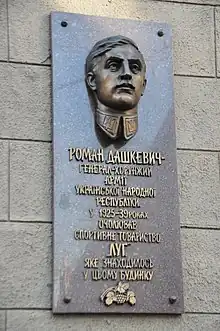 РОМАН ДАШКЕВИЧ-
ГЕНЕРАЛ-ХОРУНЖИЙ
АРМІЇ
УКРАЇНСЬКОЇ НАРОДНОЇ
РЕСПУБЛІКИ
У 1925-39 РОКАХ
ОЧОЛЮВАВ
СПОРТИВНЕ ТОВАРИСТВО
"ЛУГ"
ЯКЕ ЗНАХОДИЛОСЬ
У ЦЬОМУ БУДИНКУ